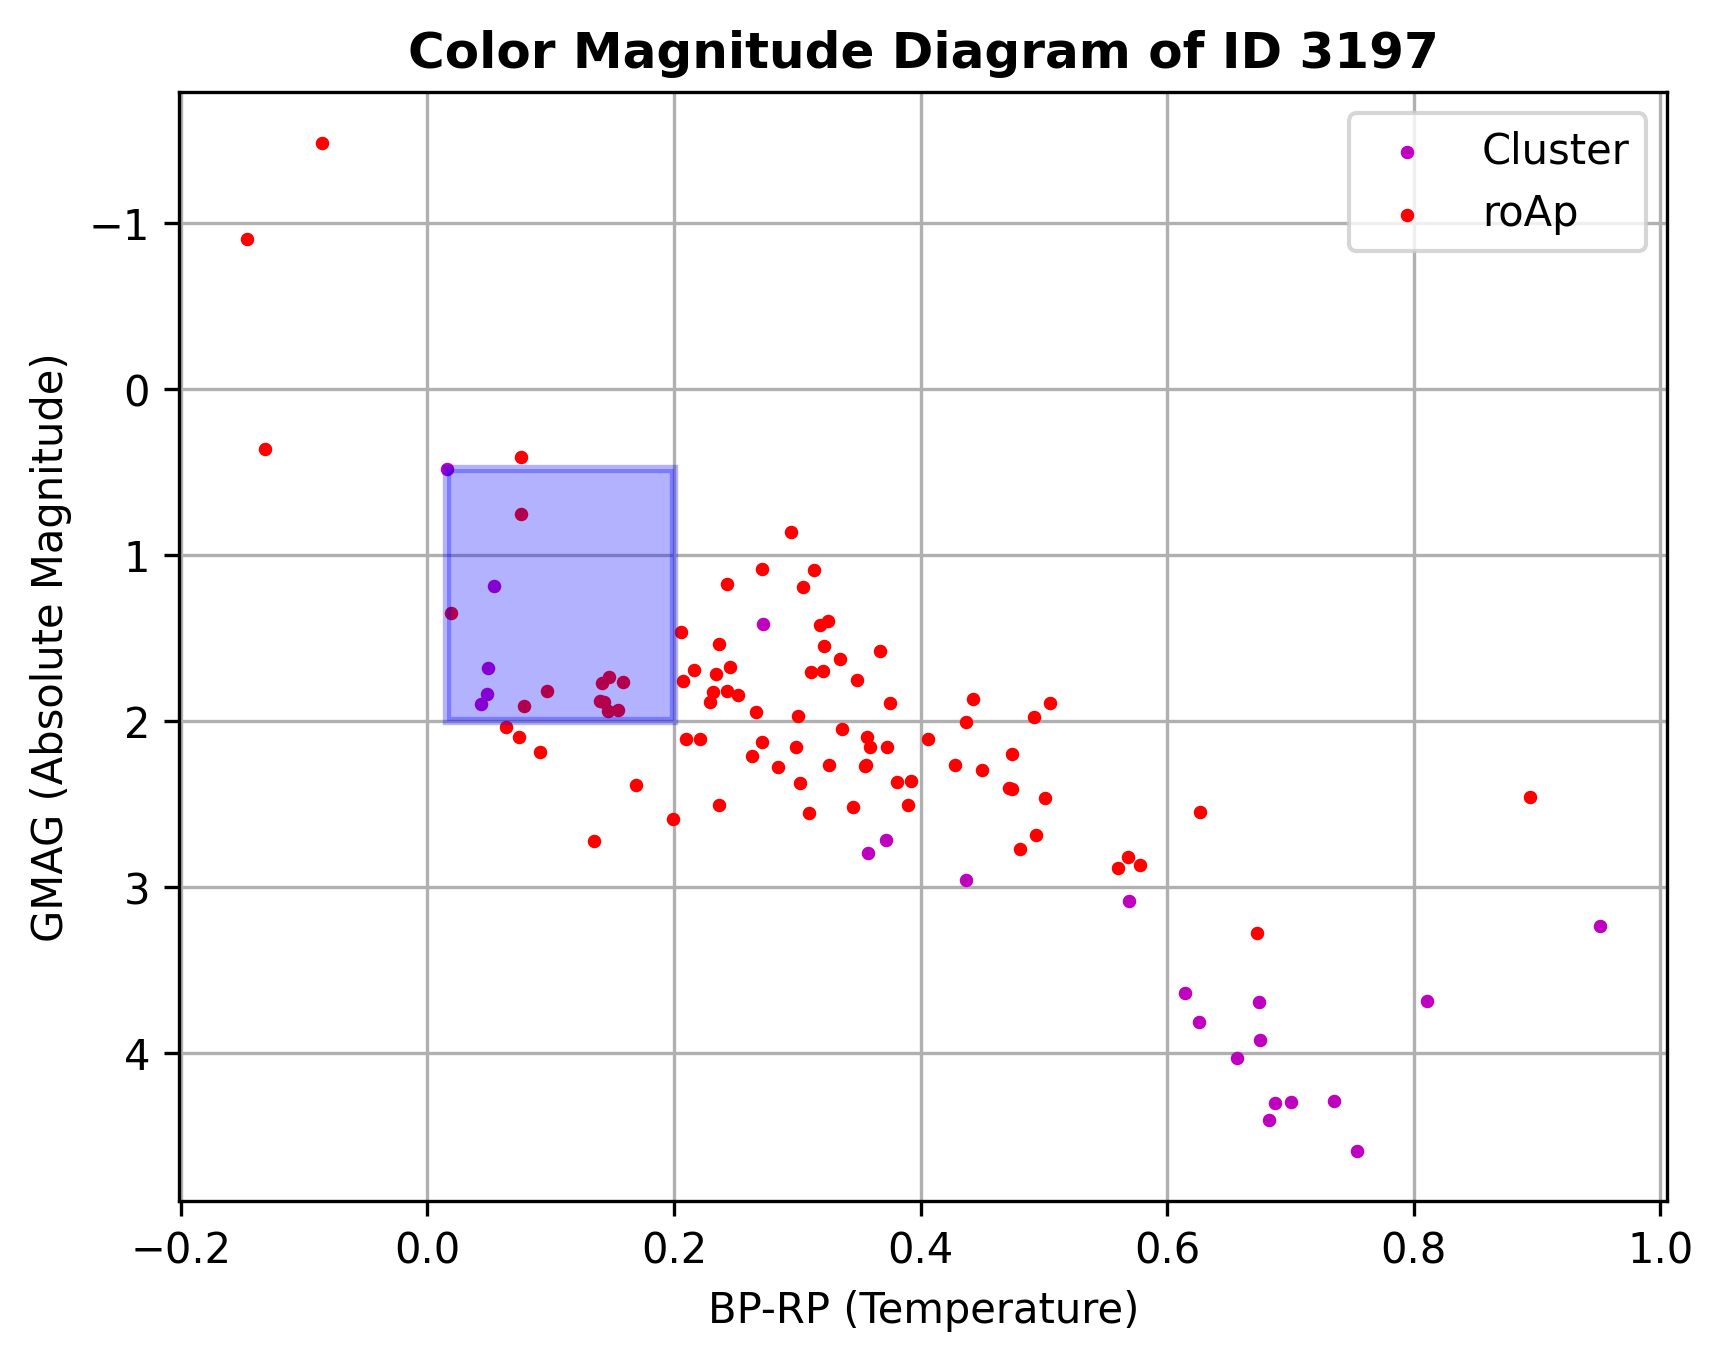 Color Magnitude Diagram of ID 3197
Cluster
roAp
GMAG (Absolute Magnitude)
−1
0
1
2
3
4
−0.2 0.0 0.2 0.4 0.6 0.8 1.0
BP-RP (Temperature)